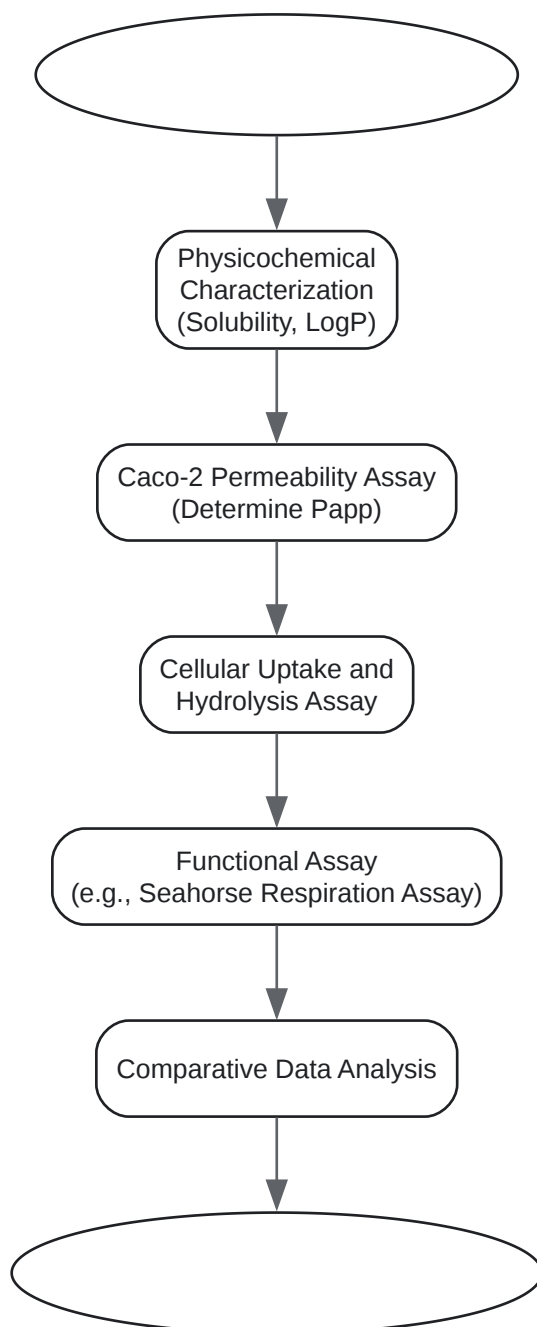 Physicochemical
Characterization
(Solubility, LogP)
Caco-2 Permeability Assay
(Determine Papp)
Cellular Uptake and
Hydrolysis Assay
Functional Assay
(e.g., Seahorse Respiration Assay)
Comparative Data Analysis